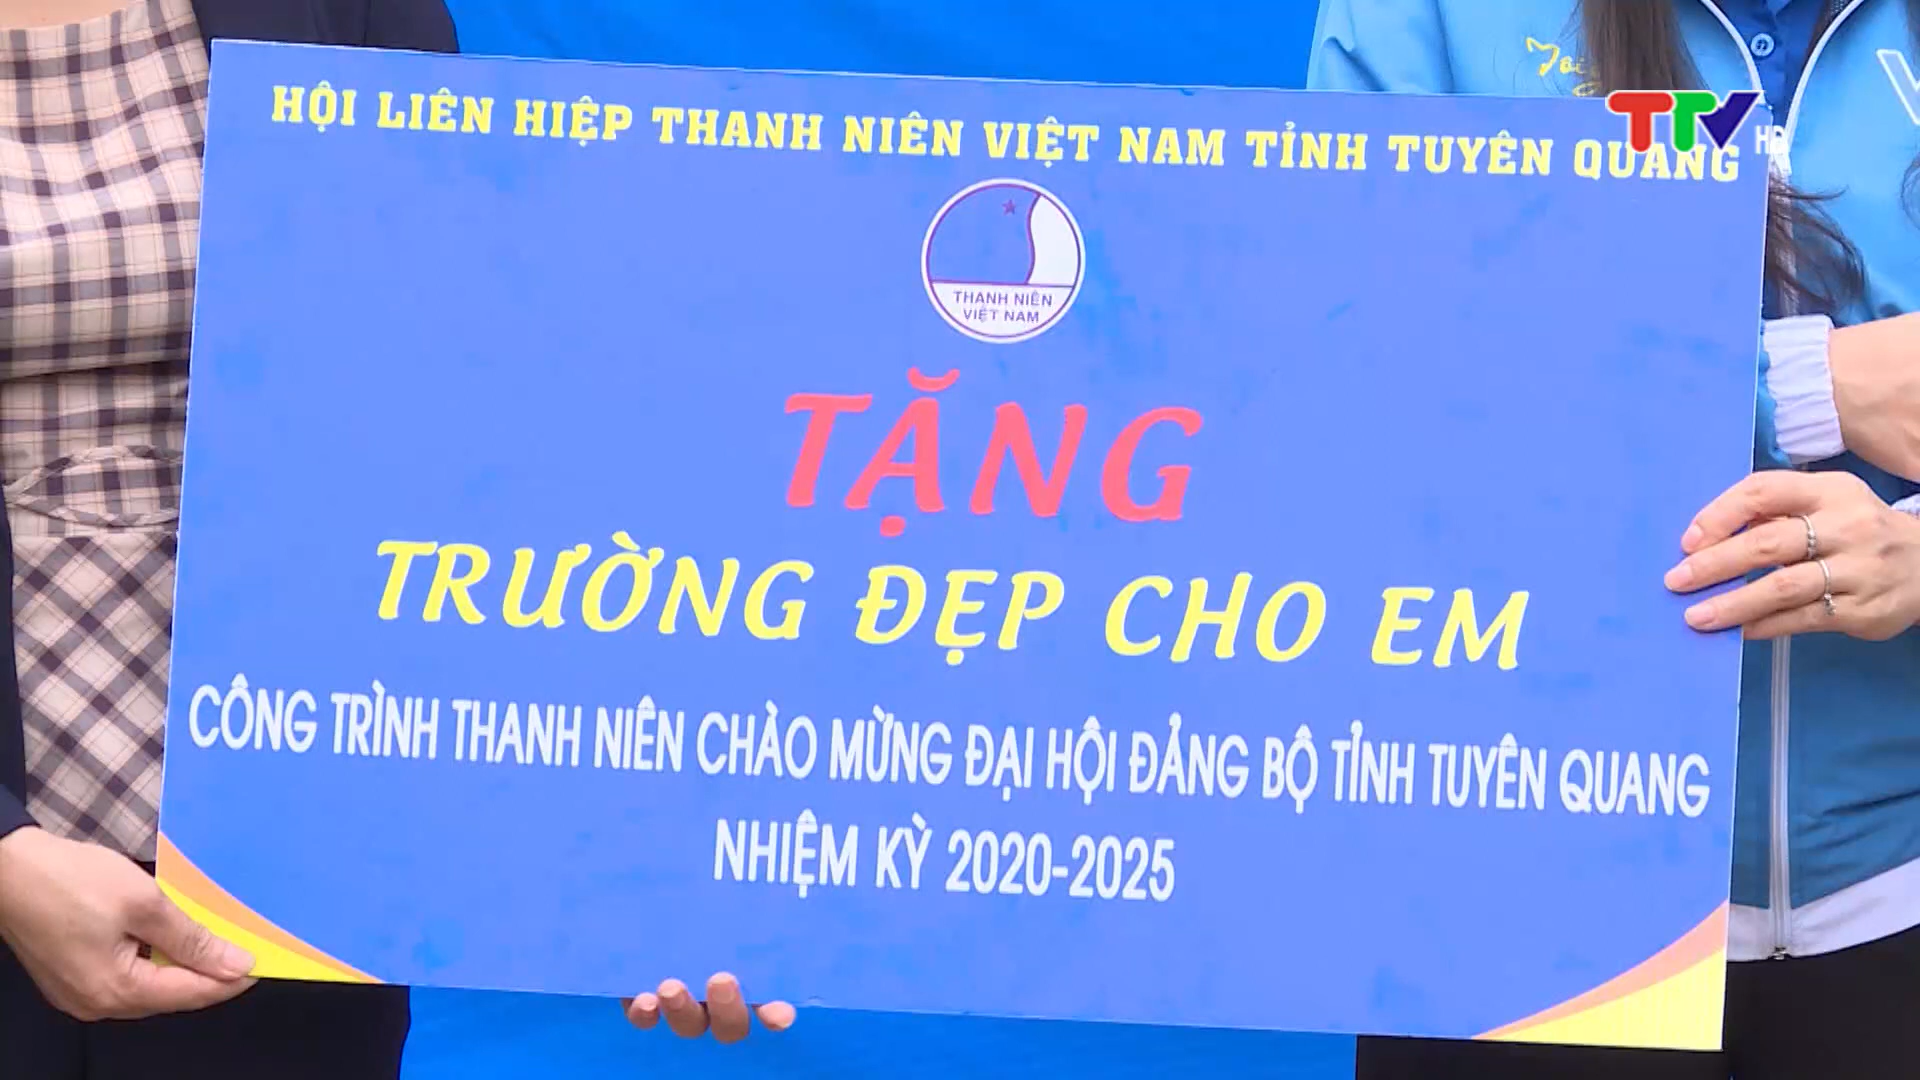 HỘI LIÊN HIỆP THANH NIÊN VIỆT NAM TỈNH TUYÊN QUANG
TTV HD
THANH NIÊN
VIỆT NAM
TẶNG
TRƯỜNG ĐẸP CHO EM
CÔNG TRÌNH THANH NIÊN CHÀO MỪNG ĐẠI HỘI ĐẢNG BỘ TỈNH TUYÊN QUANG
NHIỆM KỲ 2020-2025